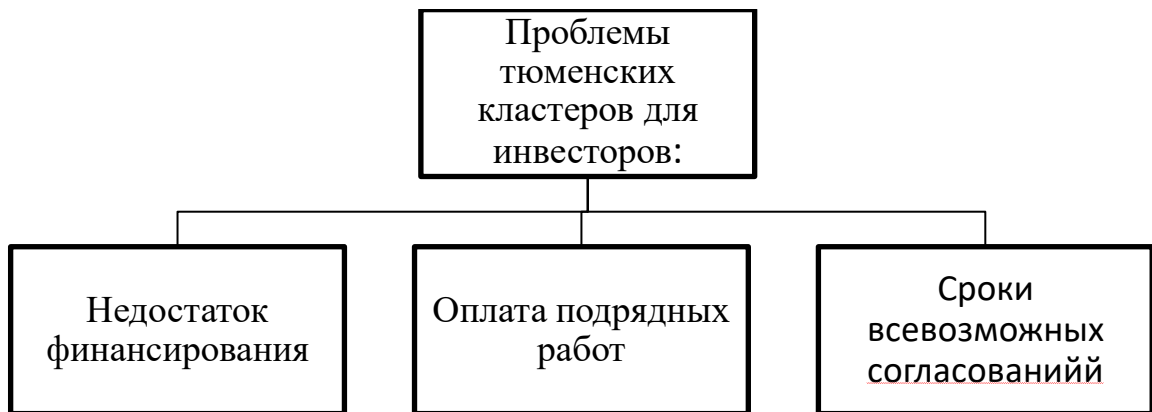 Проблемы
тюменских
кластеров для
инвесторов:
Недостаток
финансирования
Оплата подрядных
работ
Сроки
всевозможных
согласованийй